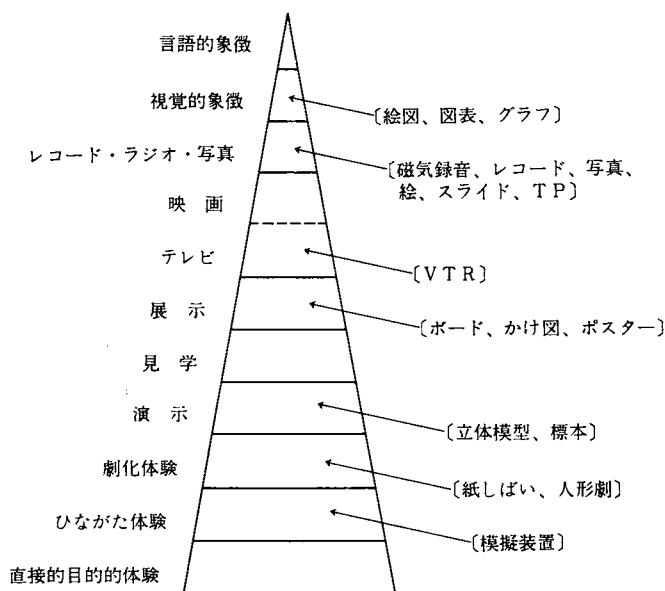 言語的象徴
視覚的象徴
〔絵図、図表、グラフ〕
レコード・ラジオ・写真
〔磁気録音、レコード、写真、
絵、スライド、ＴＰ〕
映　画
テレビ
〔ＶＴＲ〕
展　示
〔ボード、かけ図、ポスター〕
見　学
演　示
〔立体模型、標本〕
劇化体験
〔紙しばい、人形劇〕
ひながた体験
〔模擬装置〕
直接的目的的体験